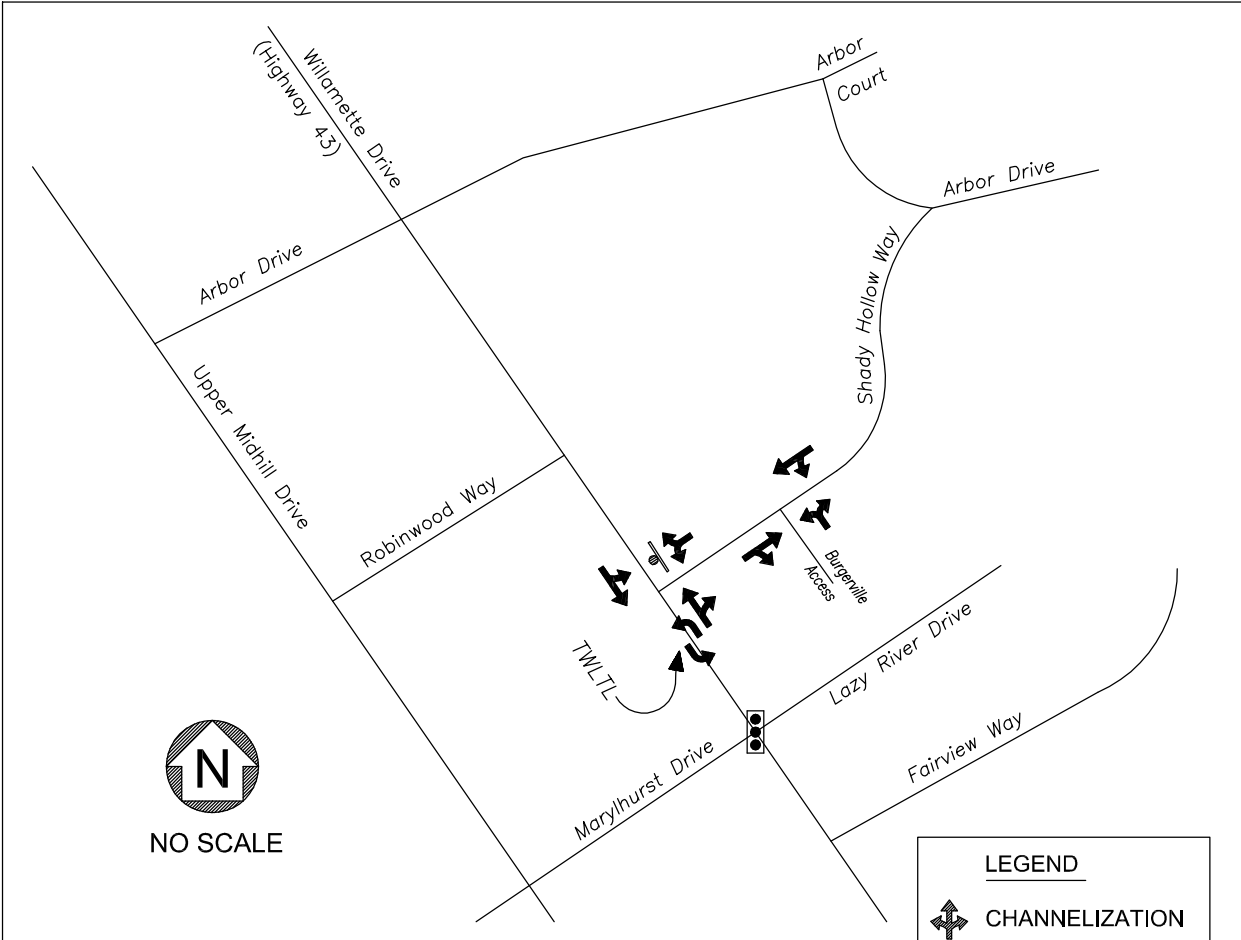 Willamette Drive
(Highway 43)
Arbor
Court
Arbor Drive
Arbor Drive
Shady Hollow Way
Upper Midhill Drive
Robinwood Way
Burgerville
Access
TWLTL
Lazy River Drive
Marylhurst Drive
Fairview Way
N
NO SCALE
LEGEND
CHANNELIZATION